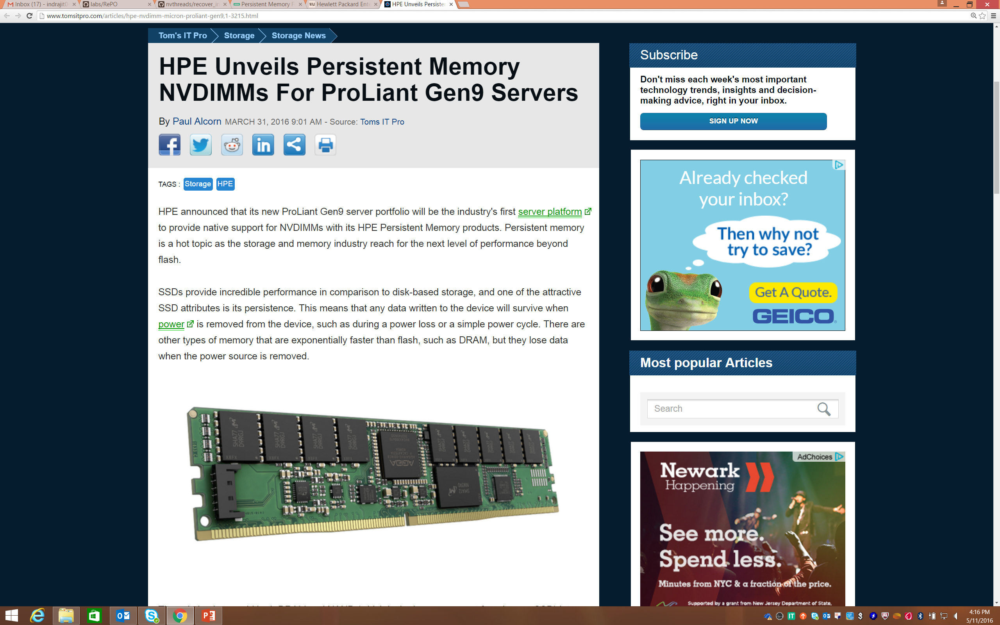 Inbox (17) - indrajit0
labs/RePO
nvthreads/recover_in
Persistent Memory F
WSJ Hewlett Packard Ente
HPE Unveils Persiste
www.tomsitpro.com/articles/hpe-nvdimm-micron-proliant-gen9,1-3215.html
Tom's IT Pro Storage Storage News
HPE Unveils Persistent Memory
NVDIMMs For ProLiant Gen9 Servers
By Paul Alcorn MARCH 31, 2016 9:01 AM - Source: Toms IT Pro
TAGS : Storage HPE
HPE announced that its new ProLiant Gen9 server portfolio will be the industry's first server platform
to provide native support for NVDIMMs with its HPE Persistent Memory products. Persistent memory
is a hot topic as the storage and memory industry reach for the next level of performance beyond
flash.
SSDs provide incredible performance in comparison to disk-based storage, and one of the attractive
SSD attributes is its persistence. This means that any data written to the device will survive when
power is removed from the device, such as during a power loss or a simple power cycle. There are
other types of memory that are exponentially faster than flash, such as DRAM, but they lose data
when the power source is removed.
5HA77
D9RGJ
5HA77
D9RGJ
5HA77
D9RGJ
5HA77
D9RGJ
AGIGA
Subscribe
Don't miss each week's most important
technology trends, insights and decision-
making advice, right in your inbox.
SIGN UP NOW
Already checked
your inbox?
Then why not
try to save?
Get A Quote.
GEICO
Most popular Articles
Search
AdChoices
Newark
Happening
See more.
Spend less.
Minutes from NYC & a fraction of the price.
Supported by a grant from New Jersey Department of State,
4:16 PM
5/11/2016